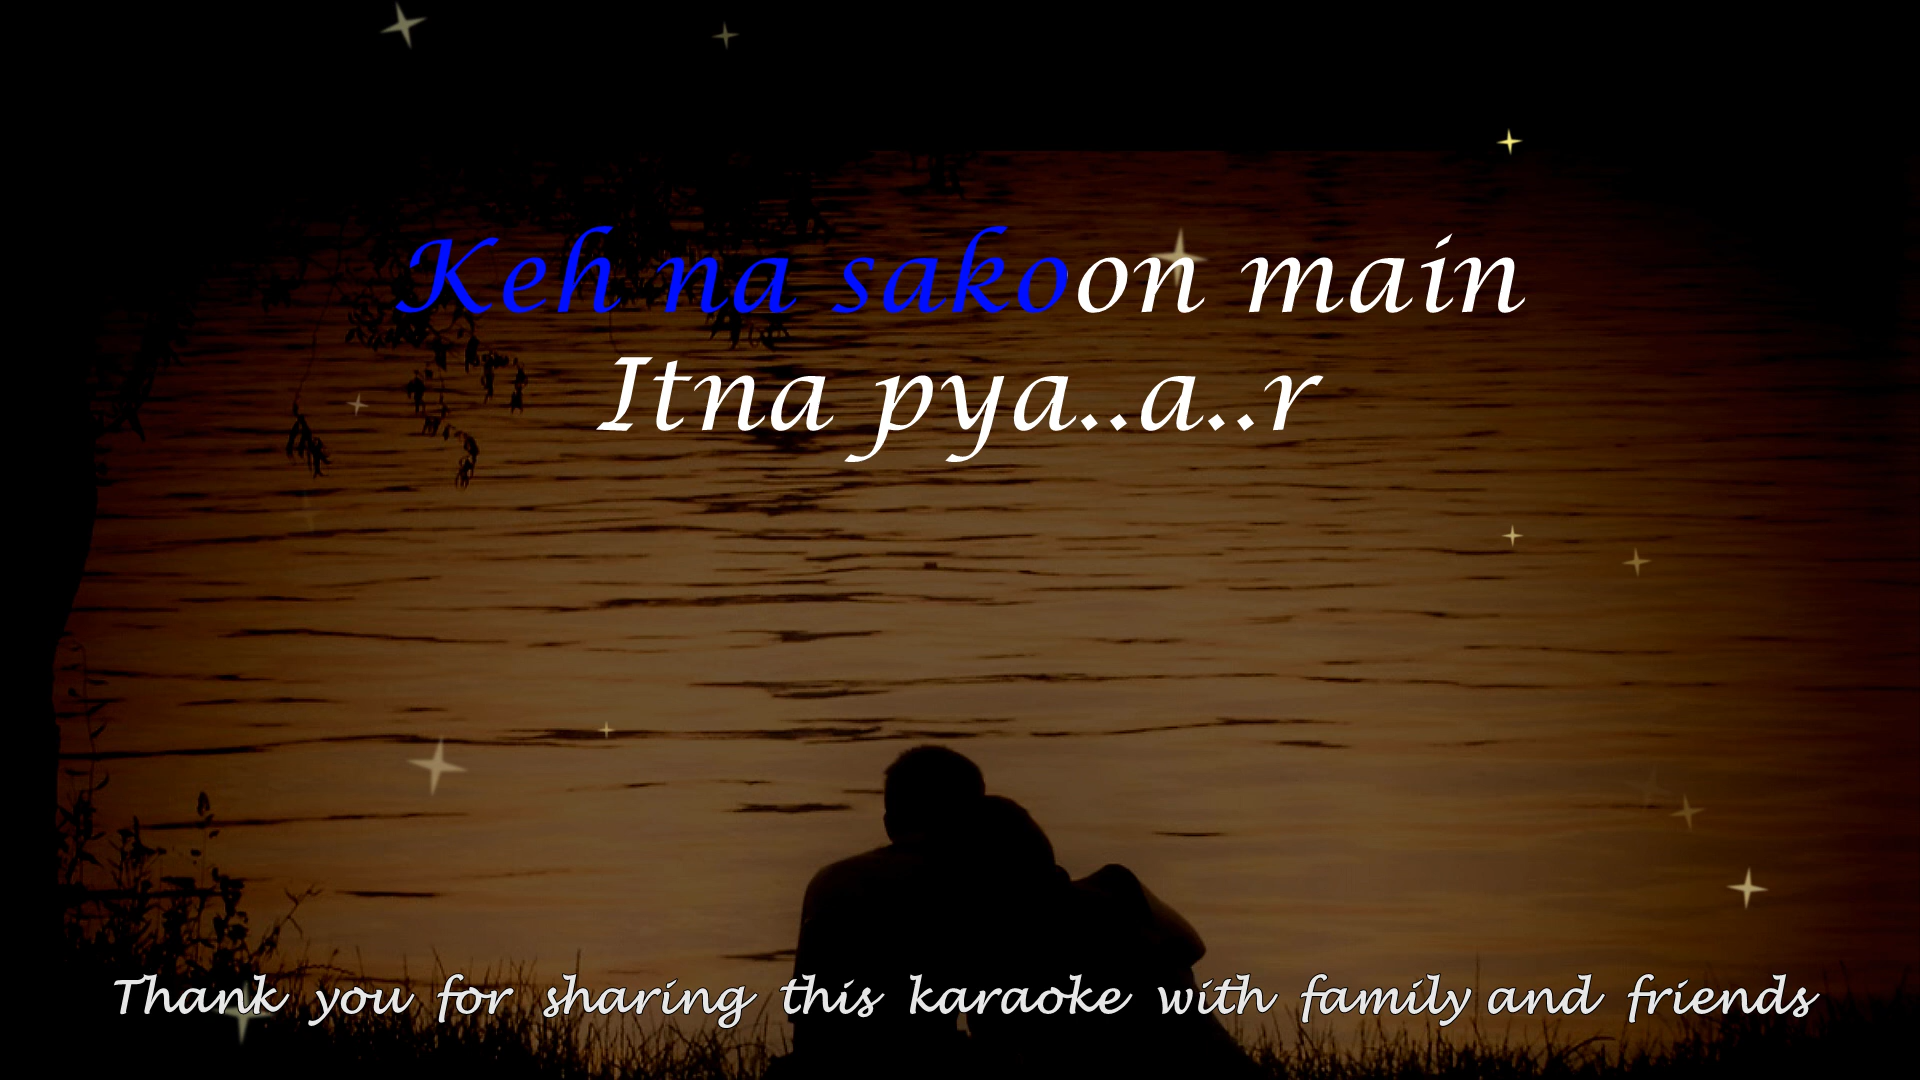 Keh na sakoon main
Itna pya..a..r
Thank you for sharing this karaoke with family and friends